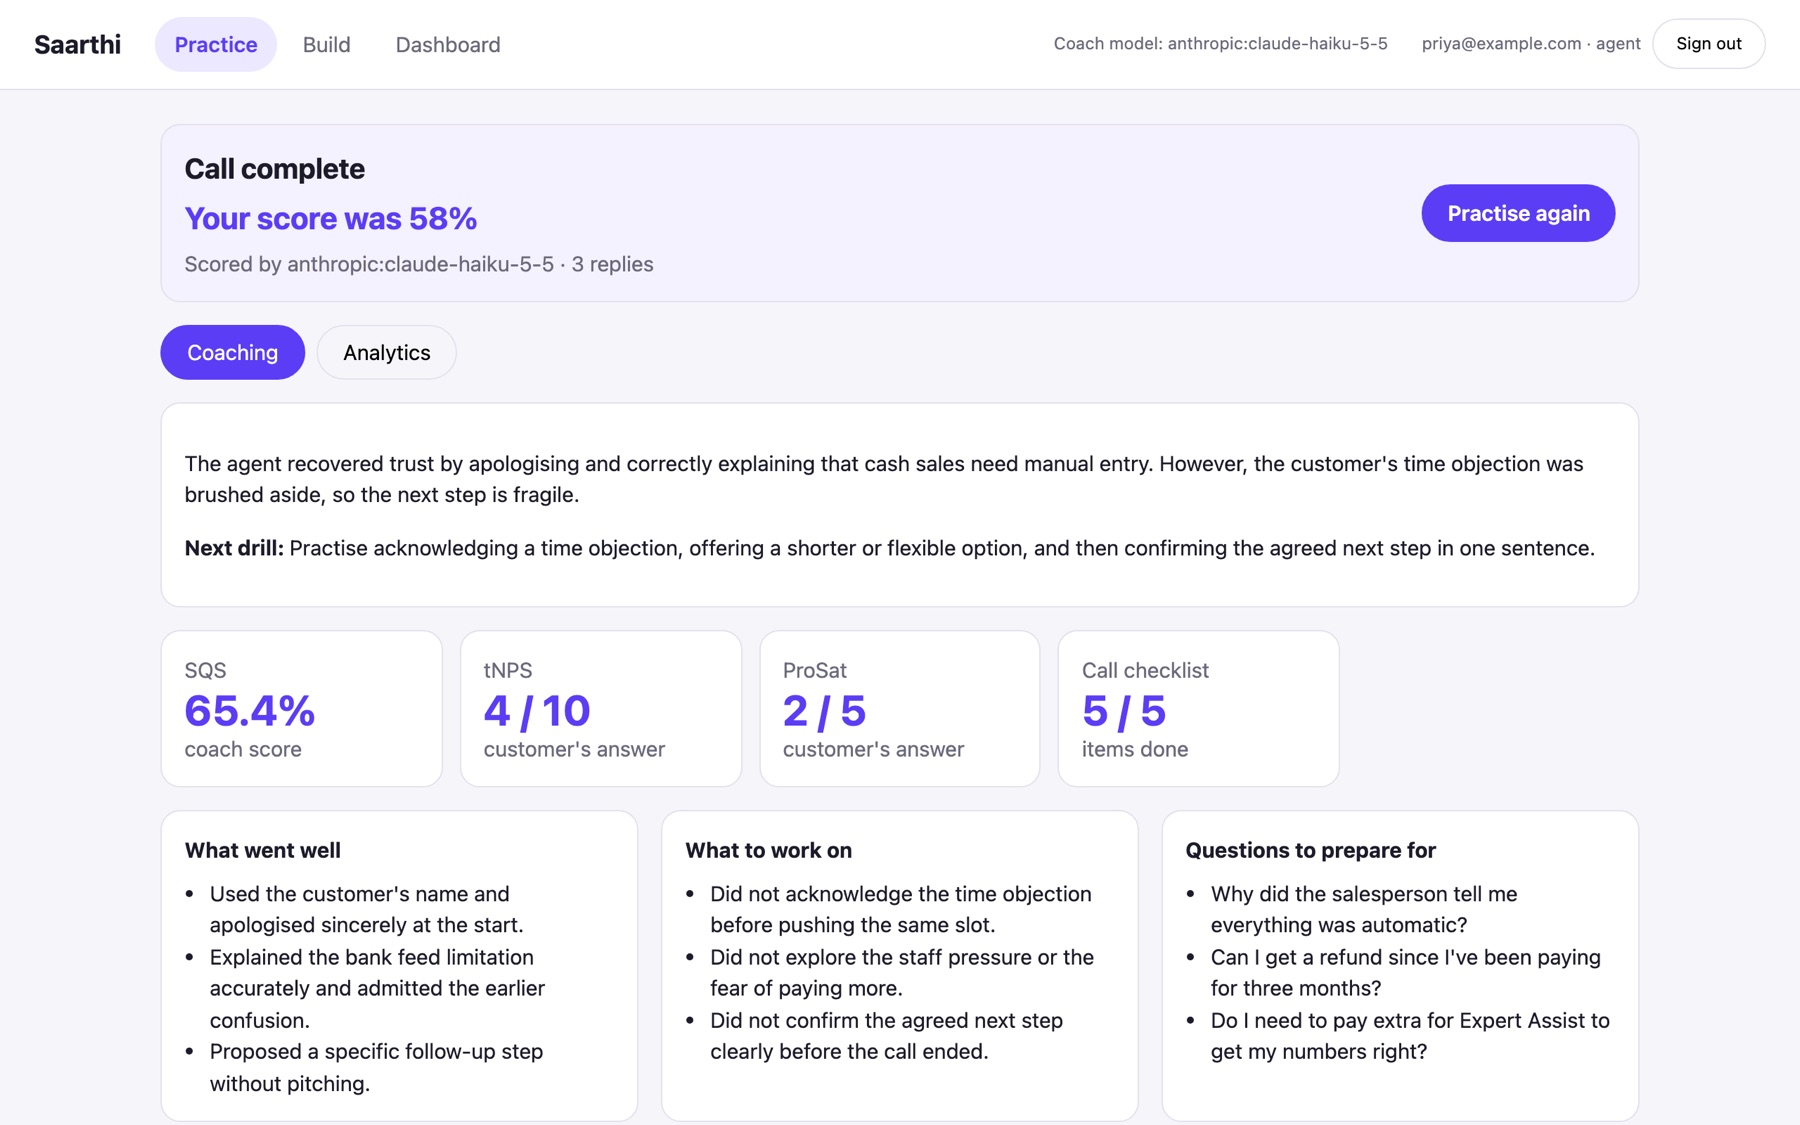 Saarthi
Practice
Build
Dashboard
Coach model: anthropic:claude-haiku-5-5
priya@example.com · agent
Sign out
Call complete
Your score was 58%
Scored by anthropic:claude-haiku-5-5 · 3 replies
Practise again
Coaching
Analytics
The agent recovered trust by apologising and correctly explaining that cash sales need manual entry. However, the customer's time objection was
brushed aside, so the next step is fragile.
Next drill: Practise acknowledging a time objection, offering a shorter or flexible option, and then confirming the agreed next step in one sentence.
SQS
65.4%
coach score
tNPS
4 / 10
customer's answer
ProSat
2 / 5
customer's answer
Call checklist
5 / 5
items done
What went well
• Used the customer's name and
apologised sincerely at the start.
• Explained the bank feed limitation
accurately and admitted the earlier
confusion.
• Proposed a specific follow-up step
without pitching.
What to work on
• Did not acknowledge the time objection
before pushing the same slot.
• Did not explore the staff pressure or the
fear of paying more.
• Did not confirm the agreed next step
clearly before the call ended.
Questions to prepare for
• Why did the salesperson tell me
everything was automatic?
• Can I get a refund since I've been paying
for three months?
• Do I need to pay extra for Expert Assist to
get my numbers right?